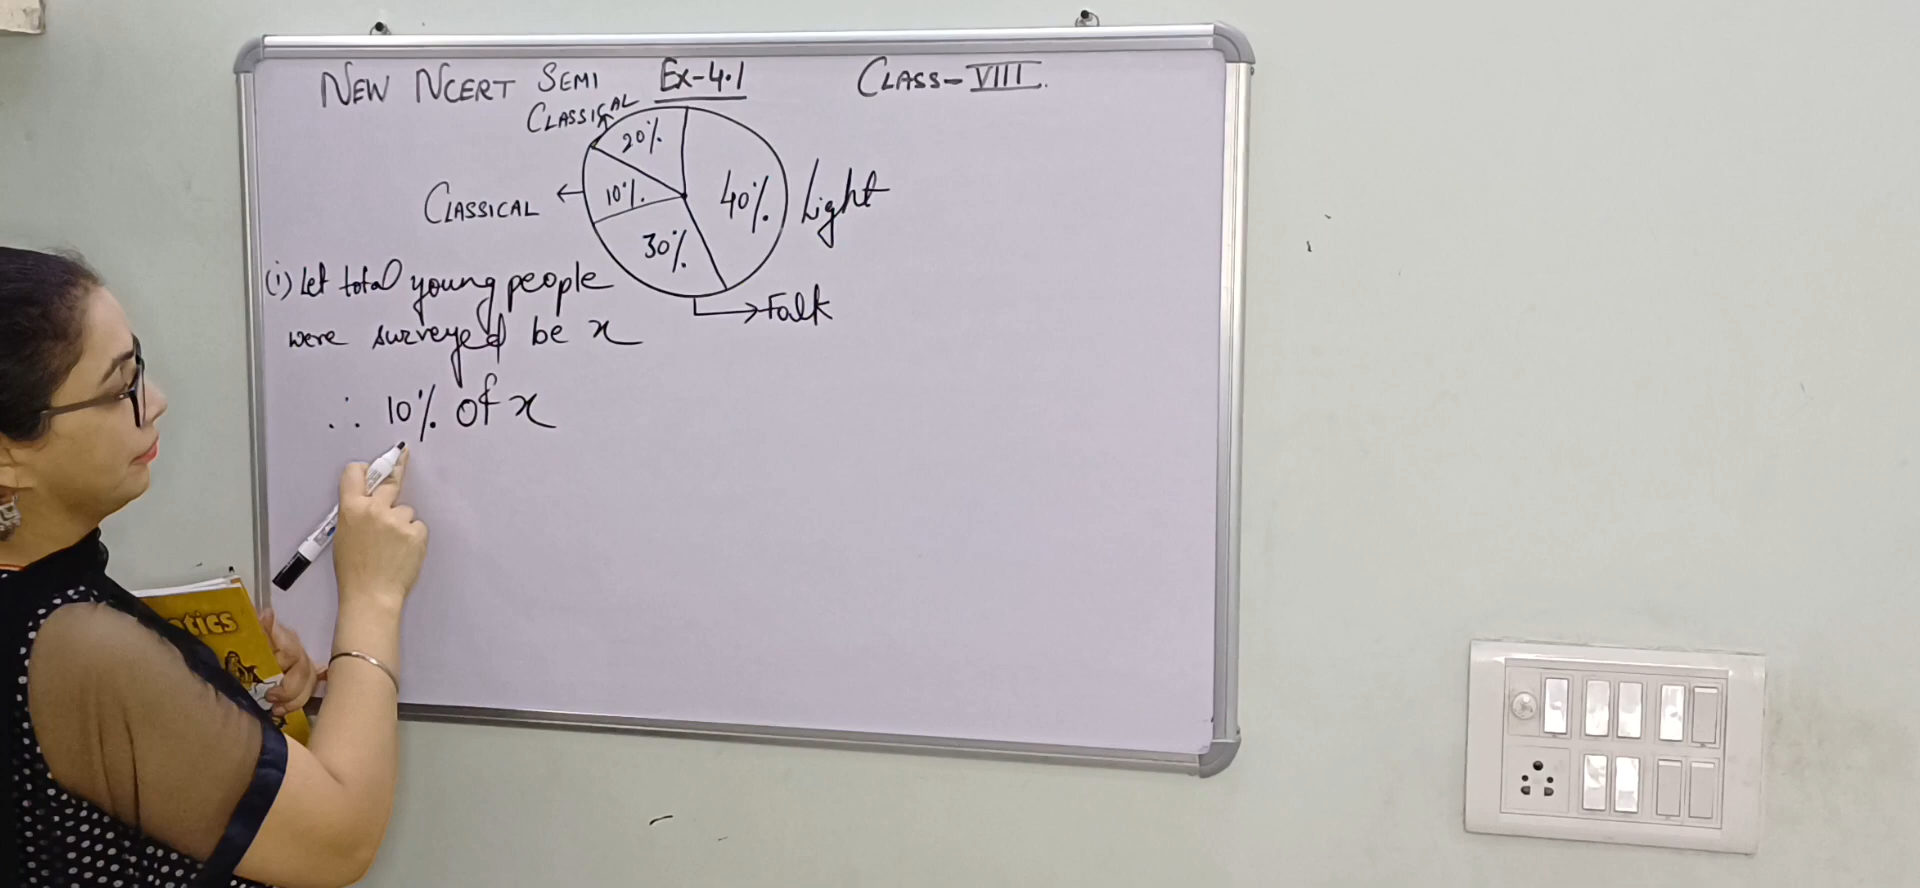 NEW NCERT SEMI CLASSICAL Ex-4.1 CLASS-VIII.
20%
10%
40%
30%
CLASSICAL
Light
Folk
(i) Let total young people
were surveyed be x
∴ 10% of x
tics